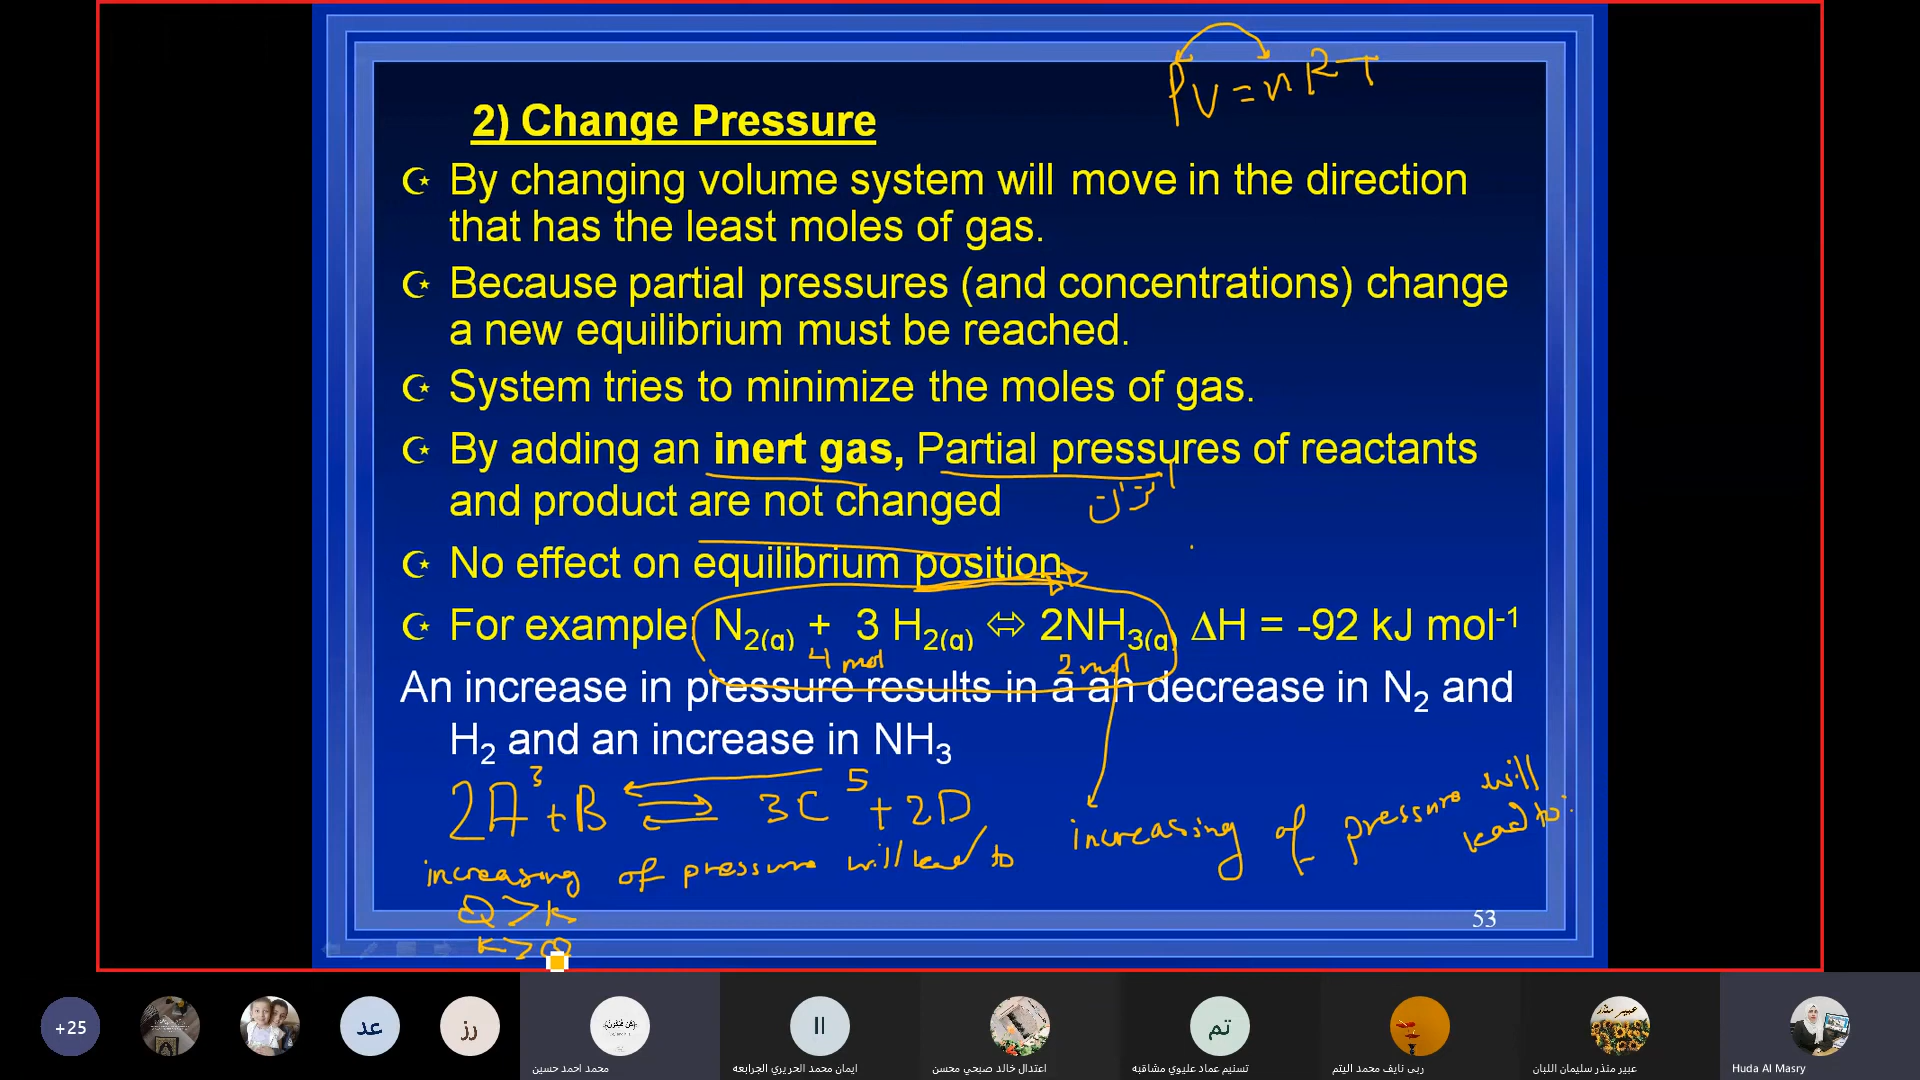 PV = nRT
2) Change Pressure
By changing volume system will move in the direction
that has the least moles of gas.
Because partial pressures (and concentrations) change
a new equilibrium must be reached.
System tries to minimize the moles of gas.
By adding an inert gas, Partial pressures of reactants
and product are not changed
No effect on equilibrium position
For example: N2(g) + 3 H2(g) ⇔ 2NH3(g) ΔH = -92 kJ mol-1
4 mol 2 mol
An increase in pressure results in a an decrease in N2 and
H2 and an increase in NH3
3 5
2A + B ⇌ 3C + 2D
increasing of pressure will lead to
increasing of pressure will
lead to:
Q > K
K > Q
53
+25
عد
رز
اا
تم
عبير منذر
محمد احمد حسين
ايمان محمد الحريري الجرابعه
اعتدال خالد صبحي محسن
تسنيم عماد عليوي مشاقبه
ربى نايف محمد اليتم
عبير منذر سليمان اللبان
Huda Al Masry